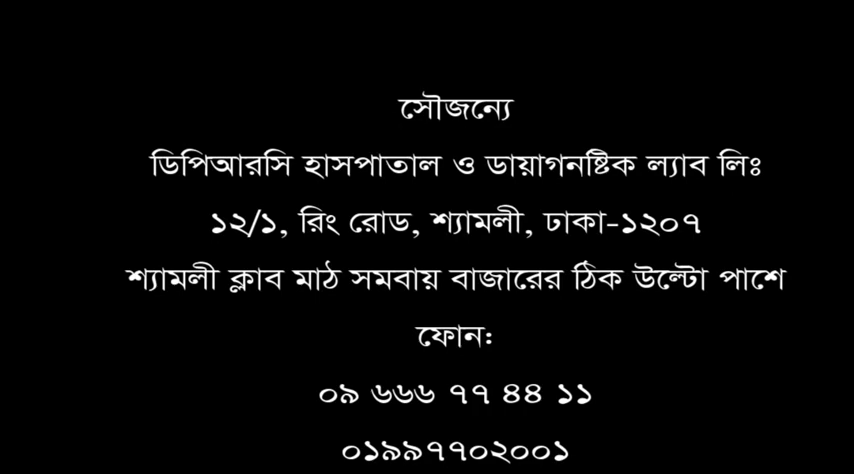 সৌজন্যে
ডিপিআরসি হাসপাতাল ও ডায়াগনষ্টিক ল্যাব লিঃ
১২/১, রিং রোড, শ্যামলী, ঢাকা-১২০৭
শ্যামলী ক্লাব মাঠ সমবায় বাজারের ঠিক উল্টো পাশে
ফোন:
০৯ ৬৬৬ ৭৭ ৪৪ ১১
০১৯৯৭৭০২০০১